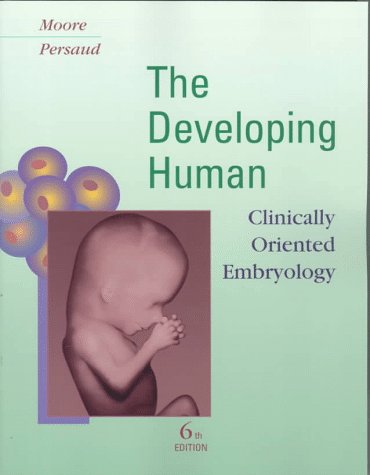 Moore
Persaud
The
Developing
Human
Clinically
Oriented
Embryology
6th
EDITION